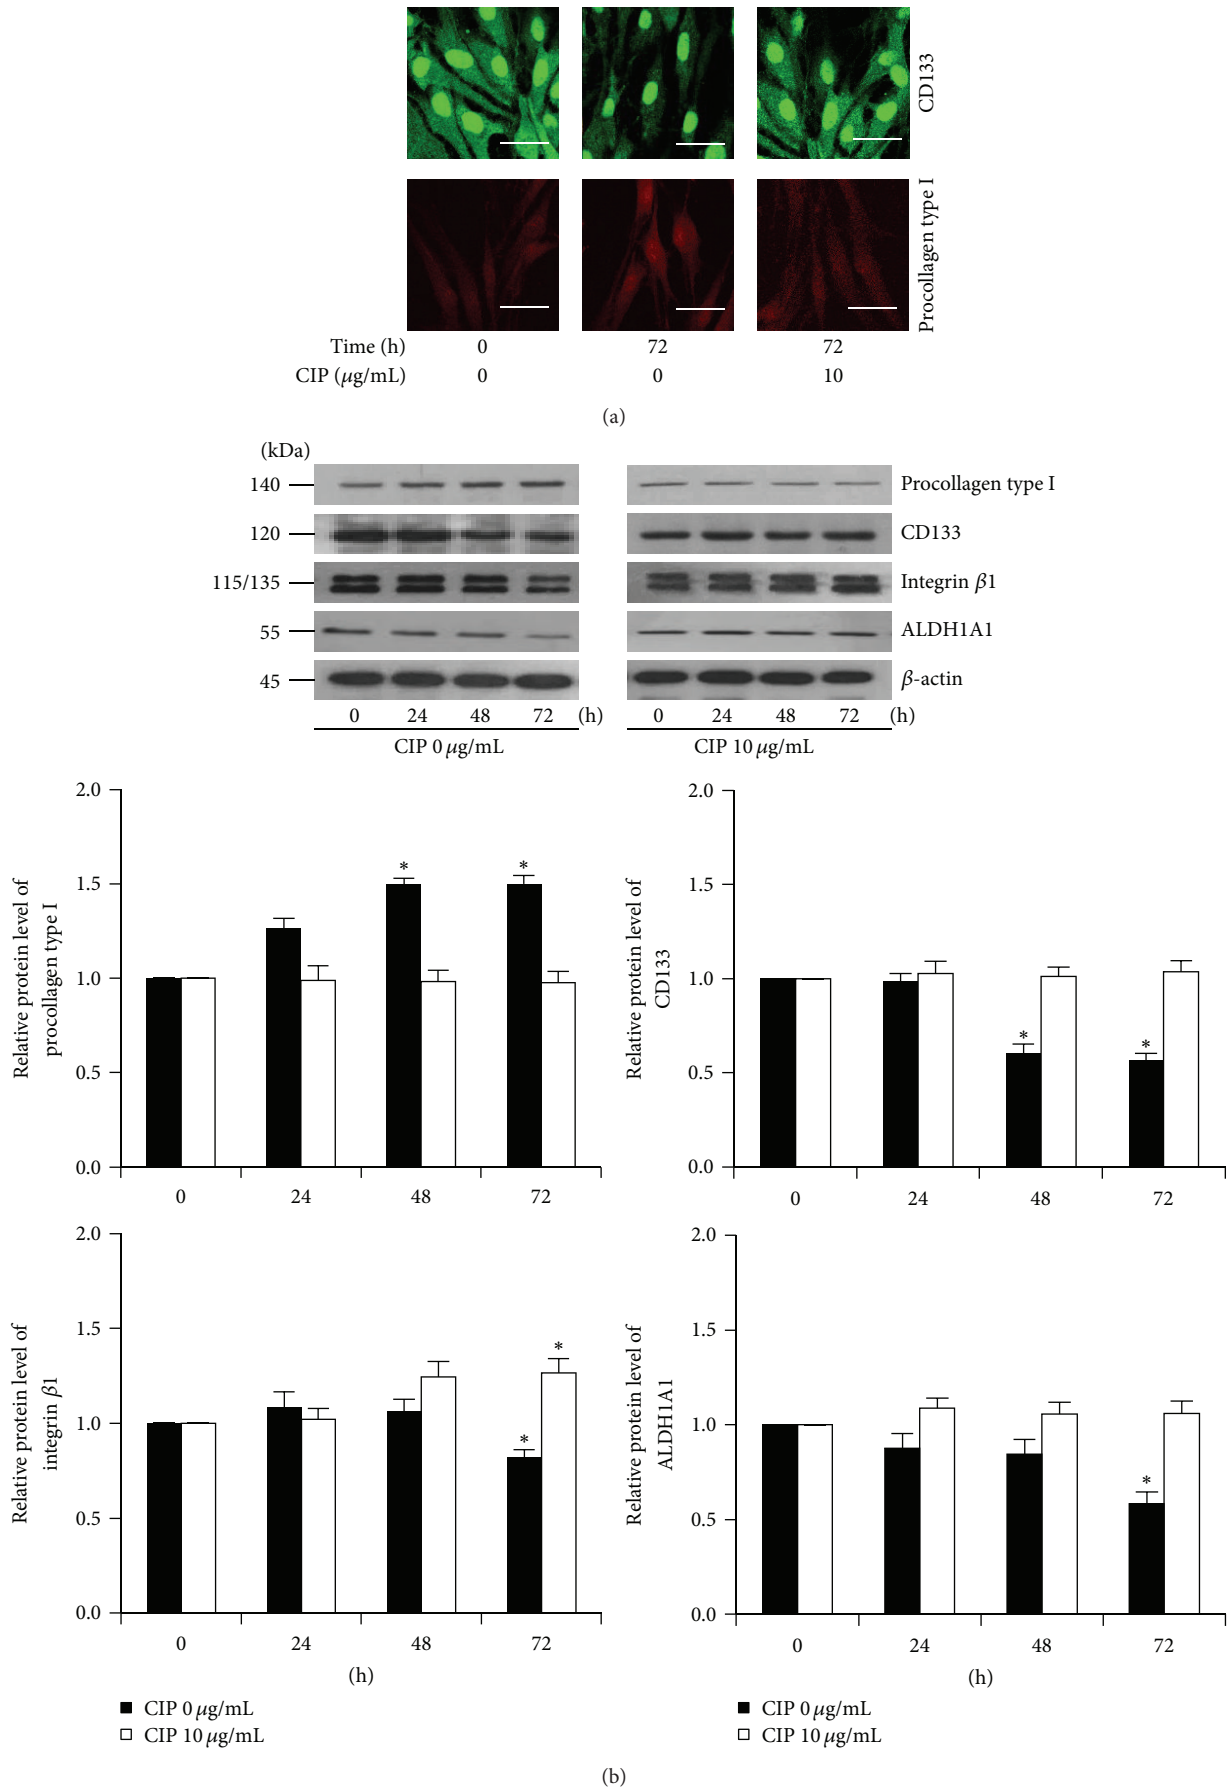 CD133
Procollagen type I
Time (h) 0 72 72
CIP (μg/mL) 0 0 10
(a)
(kDa)
140 Procollagen type I
120 CD133
115/135 Integrin β1
55 ALDH1A1
45 β-actin
0 24 48 72 (h) 0 24 48 72 (h)
CIP 0 μg/mL CIP 10 μg/mL
Relative protein level of
procollagen type I
2.0
1.5
1.0
0.5
0.0
* *
0 24 48 72
Relative protein level of
CD133
2.0
1.5
1.0
0.5
0.0
* *
0 24 48 72
Relative protein level of
integrin β1
2.0
1.5
1.0
0.5
0.0
* *
0 24 48 72
(h)
CIP 0 μg/mL
CIP 10 μg/mL
Relative protein level of
ALDH1A1
2.0
1.5
1.0
0.5
0.0
*
0 24 48 72
(h)
CIP 0 μg/mL
CIP 10 μg/mL
(b)